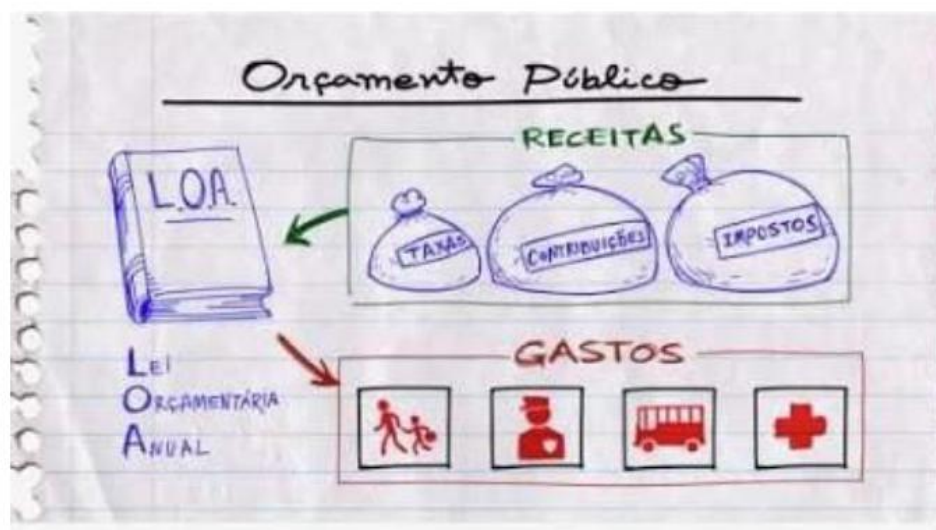 Orçamento Público
RECEITAS
L.O.A.
TAXAS
CONTRIBUIÇÕES
IMPOSTOS
GASTOS
LEI
ORÇAMENTÁRIA
ANUAL